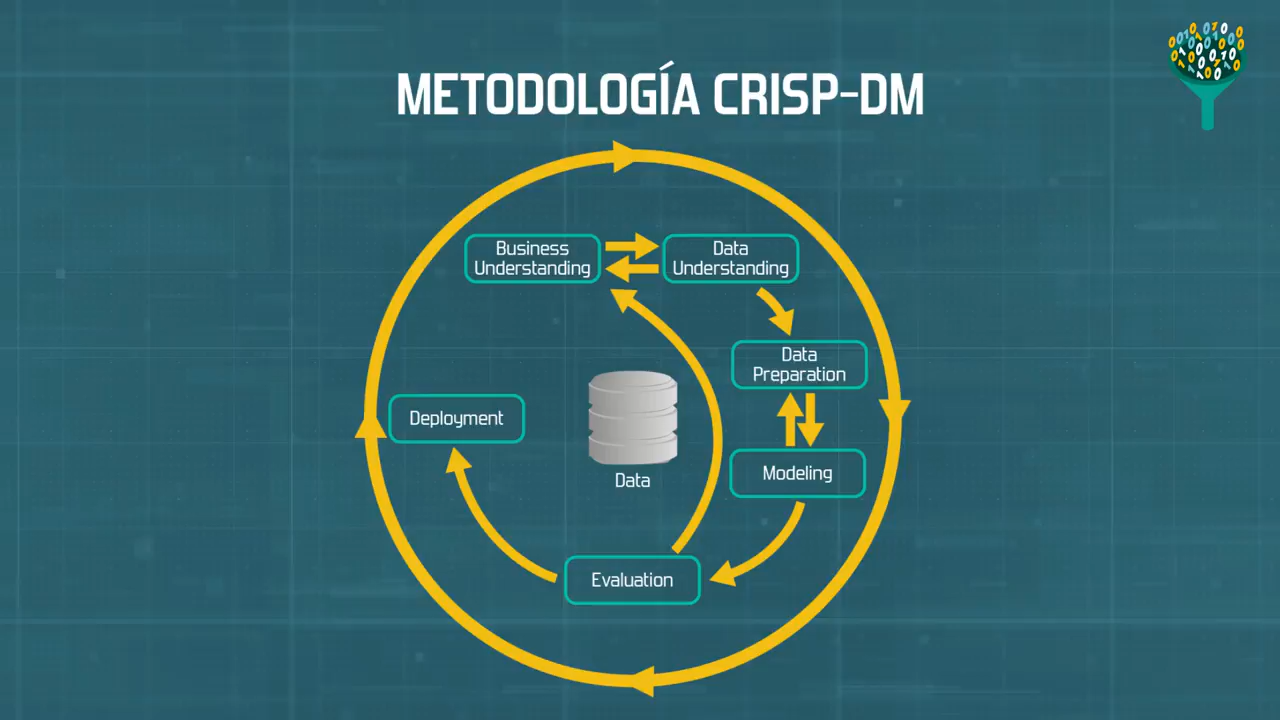 METODOLOGÍA CRISP-DM
Business
Understanding
Data
Understanding
Data
Preparation
Deployment
Modeling
Data
Evaluation